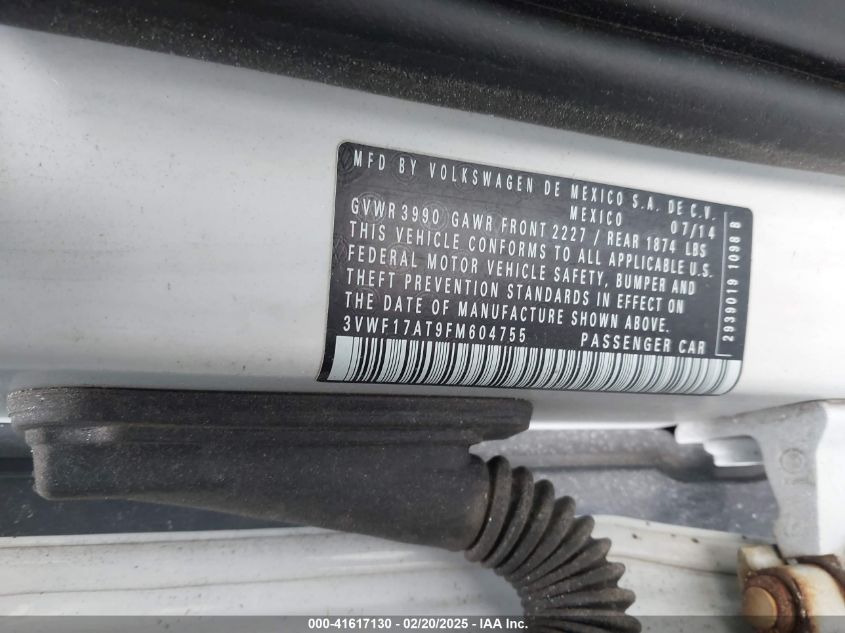 MFD BY VOLKSWAGEN DE MEXICO S.A. DE C.V.
MEXICO 07/14
GVWR 3990 GAWR FRONT 2227 / REAR 1874 LBS
THIS VEHICLE CONFORMS TO ALL APPLICABLE U.S.
FEDERAL MOTOR VEHICLE SAFETY, BUMPER AND
THEFT PREVENTION STANDARDS IN EFFECT ON
THE DATE OF MANUFACTURE SHOWN ABOVE.
3VWF17AT9FM604755 PASSENGER CAR
2939019 1098 B
000-41617130 - 02/20/2025 - IAA Inc.